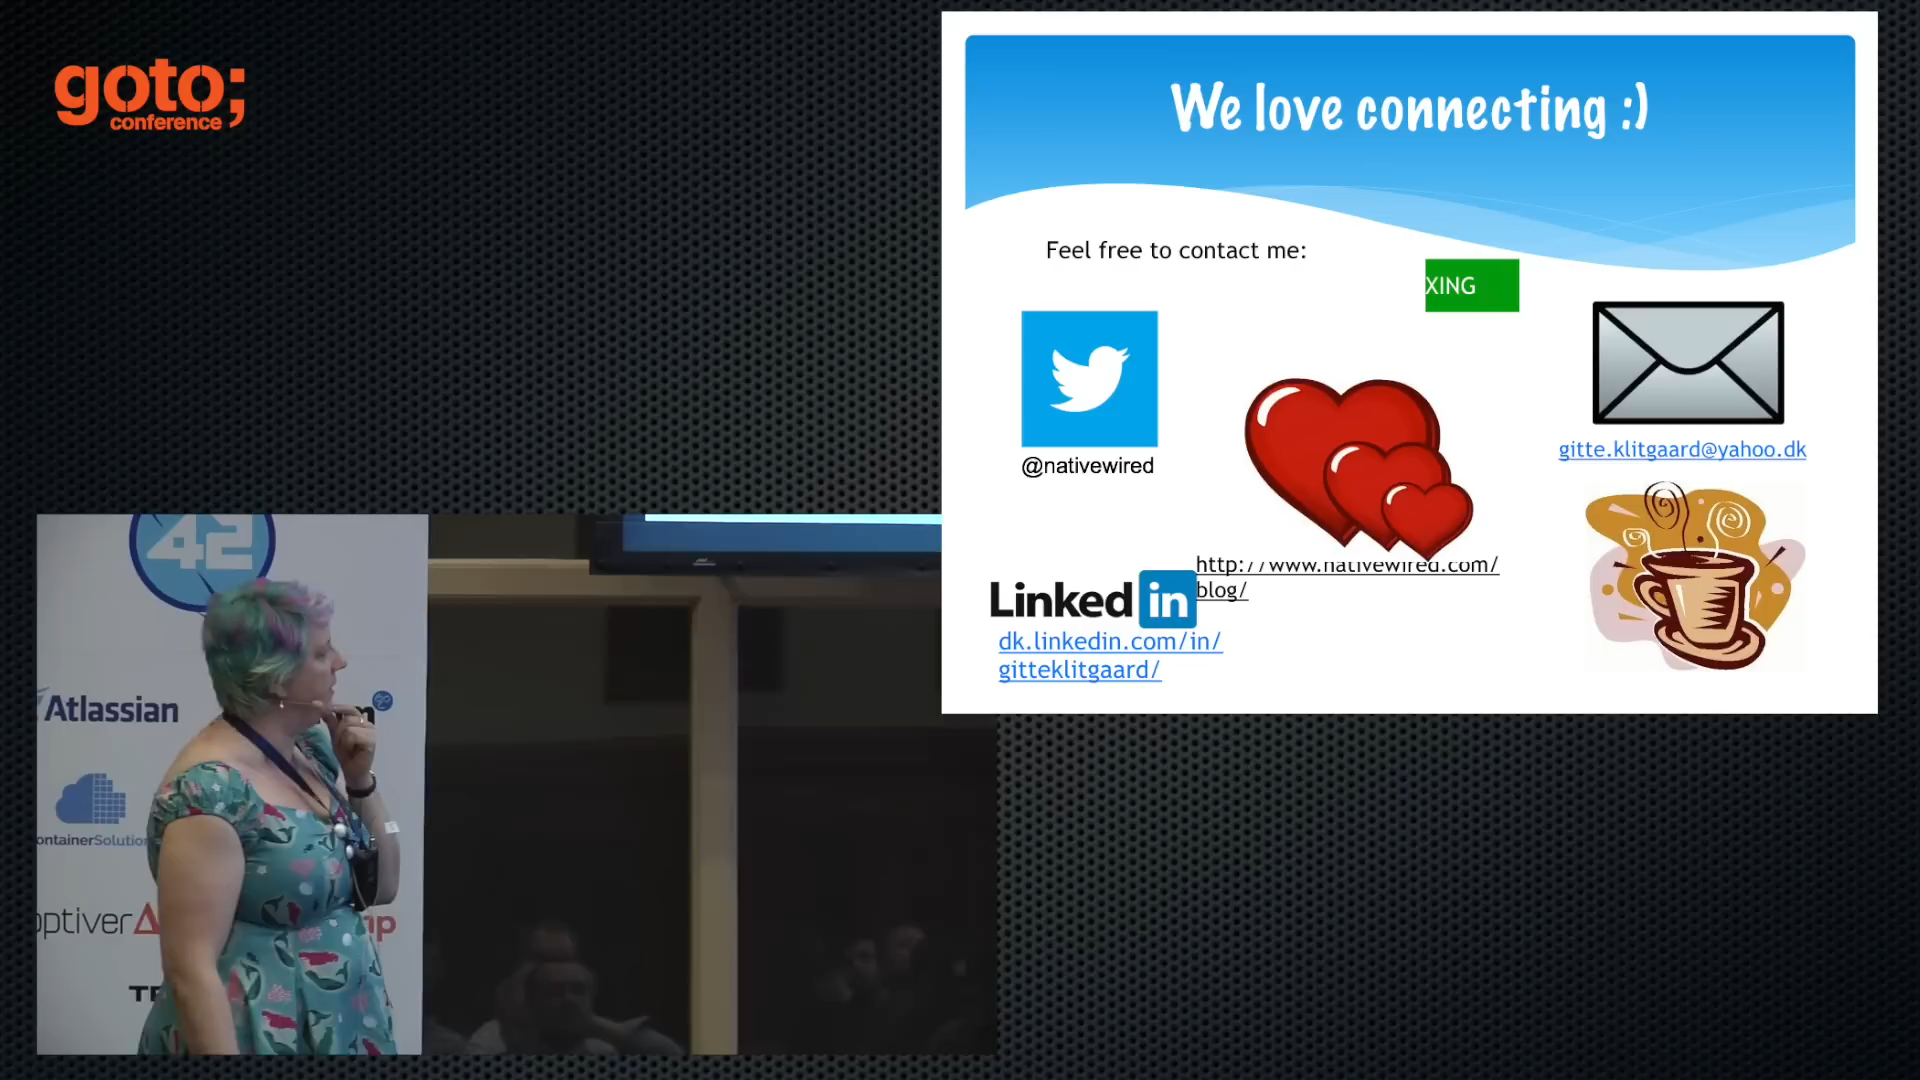 goto;
conference
We love connecting :)
Feel free to contact me:
XING
@nativewired
gitte.klitgaard@yahoo.dk
http://www.nativewired.com/
blog/
Linked in
dk.linkedin.com/in/
gitteklitgaard/
42
Atlassian
ontainerSolution
optiver